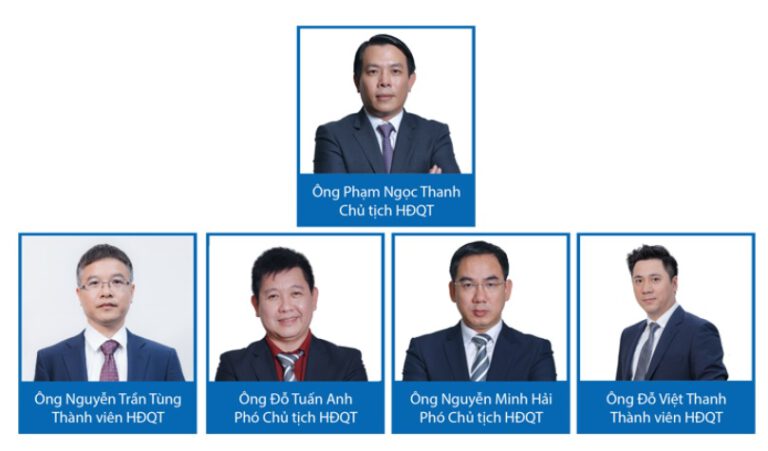 Ông Phạm Ngọc Thanh
Chủ tịch HĐQT
Ông Nguyễn Trần Tùng
Thành viên HĐQT
Ông Đỗ Tuấn Anh
Phó Chủ tịch HĐQT
Ông Nguyễn Minh Hải
Phó Chủ tịch HĐQT
Ông Đỗ Việt Thanh
Thành viên HĐQT